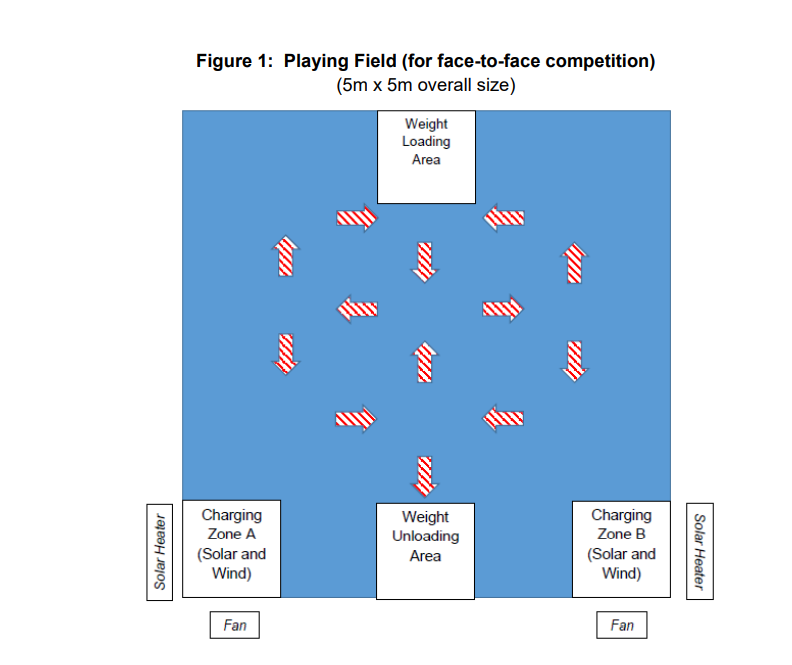 Figure 1:  Playing Field (for face-to-face competition)
(5m x 5m overall size)
Weight
Loading
Area
Solar Heater
Charging
Zone A
(Solar and
Wind)
Weight
Unloading
Area
Charging
Zone B
(Solar and
Wind)
Solar Heater
Fan
Fan